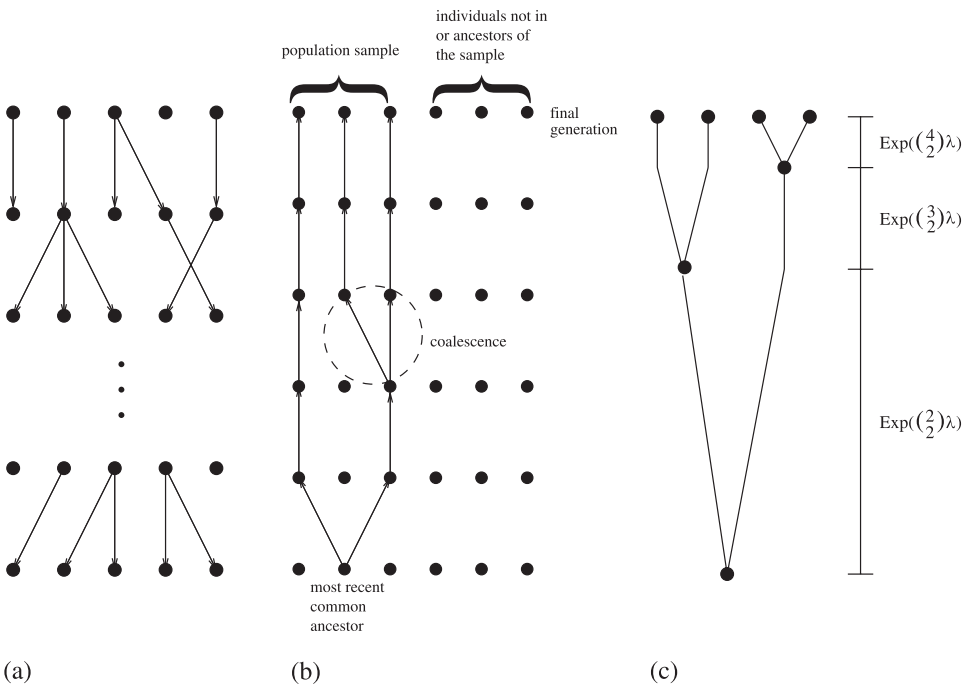 population sample
individuals not in
or ancestors of
the sample
final
generation
coalescence
most recent
common
ancestor
Exp((4 2)λ)
Exp((3 2)λ)
Exp((2 2)λ)
(a)
(b)
(c)